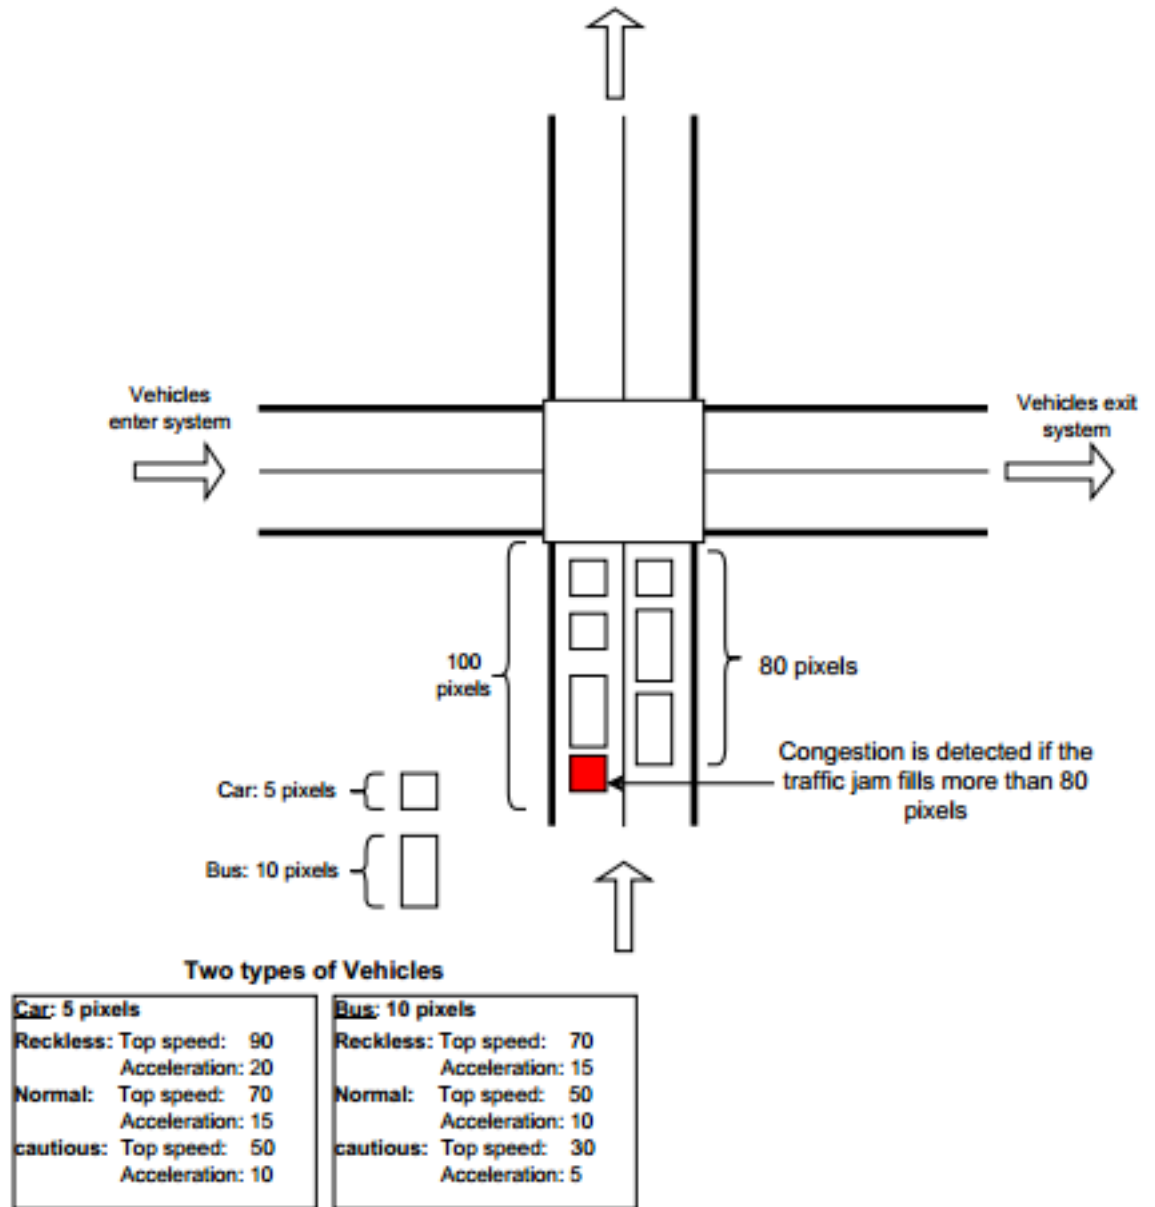 Vehicles
enter system
Vehicles exit
system
100
pixels
80 pixels
Congestion is detected if the
traffic jam fills more than 80
pixels
Car: 5 pixels
Bus: 10 pixels
Two types of Vehicles
Car: 5 pixels
Reckless: Top speed: 90
Acceleration: 20
Normal: Top speed: 70
Acceleration: 15
cautious: Top speed: 50
Acceleration: 10
Bus: 10 pixels
Reckless: Top speed: 70
Acceleration: 15
Normal: Top speed: 50
Acceleration: 10
cautious: Top speed: 30
Acceleration: 5